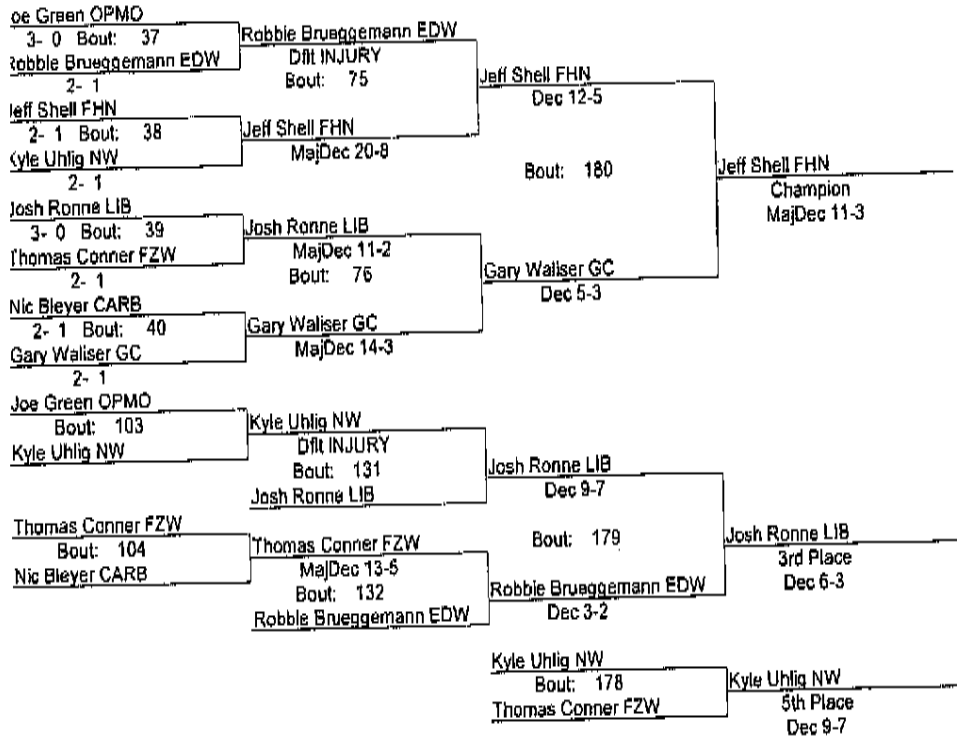 oe Green OPMO
3- 0 Bout: 37
Robbie Brueggemann EDW
2- 1
Jeff Shell FHN
2- 1 Bout: 38
Kyle Uhlig NW
2- 1
Josh Ronne LIB
3- 0 Bout: 39
Thomas Conner FZW
2- 1
Nic Bleyer CARB
2- 1 Bout: 40
Gary Waliser GC
2- 1
Robbie Brueggemann EDW
Dflt INJURY
Bout: 75
Jeff Shell FHN
MajDec 20-8
Josh Ronne LIB
MajDec 11-2
Bout: 76
Gary Waliser GC
MajDec 14-3
Jeff Shell FHN
Dec 12-5
Bout: 180
Gary Waliser GC
Dec 5-3
Jeff Shell FHN
Champion
MajDec 11-3
Joe Green OPMO
Bout: 103
Kyle Uhlig NW
Thomas Conner FZW
Bout: 104
Nic Bleyer CARB
Kyle Uhlig NW
Dflt INJURY
Bout: 131
Josh Ronne LIB
Thomas Conner FZW
MajDec 13-5
Bout: 132
Robbie Brueggemann EDW
Josh Ronne LIB
Dec 9-7
Bout: 179
Robbie Brueggemann EDW
Dec 3-2
Josh Ronne LIB
3rd Place
Dec 6-3
Kyle Uhlig NW
Bout: 178
Thomas Conner FZW
Kyle Uhlig NW
5th Place
Dec 9-7